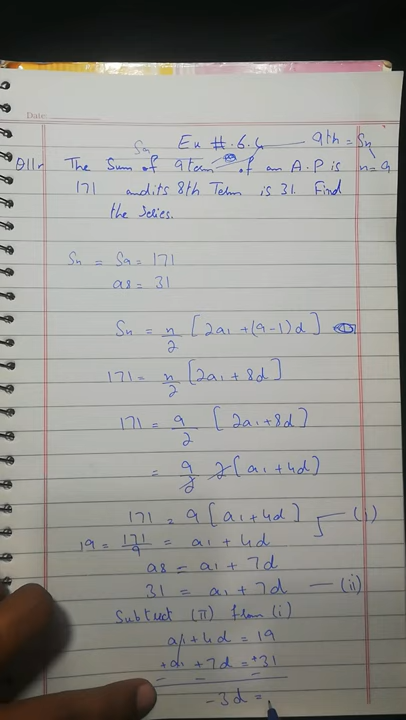 Date:
Ex #.6.4 9th = Sn
S9
Q11r The Sum of 9 term of an A.P is n = 9
171 and its 8th Term is 31. Find
the Series.
Sn = S9 = 171
a8 = 31
Sn = n/2 [2a1 + (9-1)d]
171 = n/2 [2a1 + 8d]
171 = 9/2 [2a1 + 8d]
= 9/2 2(a1 + 4d)
171 = 9[a1 + 4d] (i)
19 = 171/9 = a1 + 4d
a8 = a1 + 7d
31 = a1 + 7d — (ii)
Subtract (II) from (i)
a1 + 4d = 19
+a1 + 7d = +31
- - -
-3d =